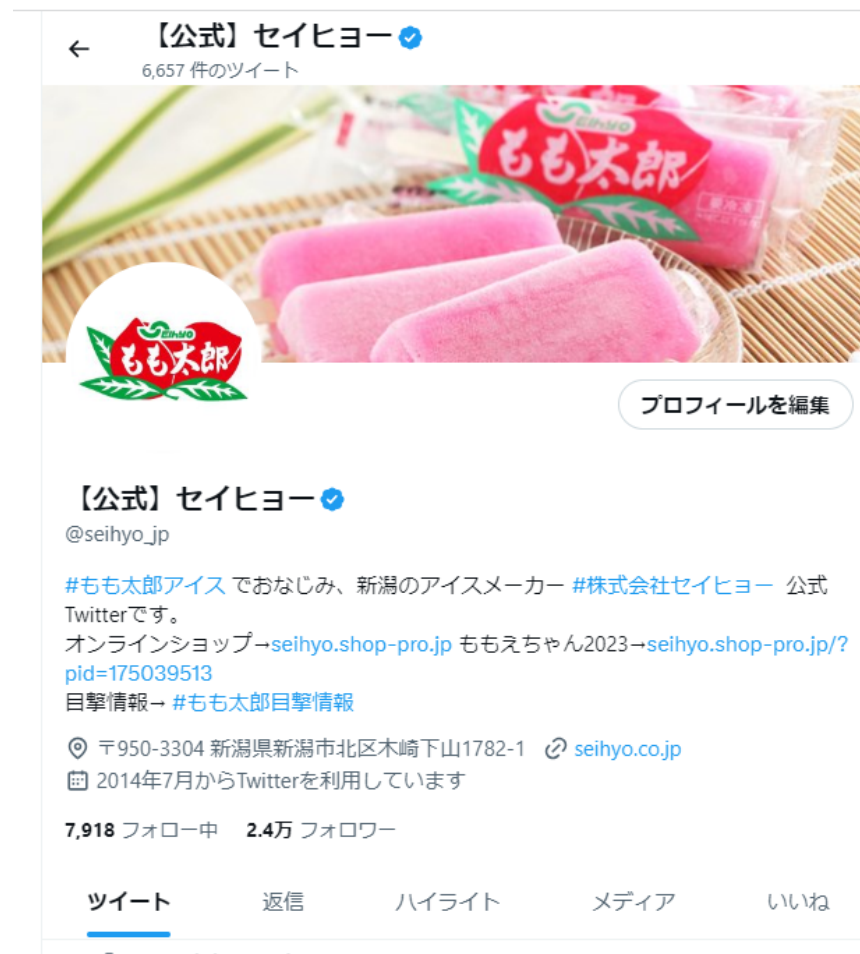 【公式】セイヒョー
6,657 件のツイート
SEIHYO
もも太郎
SEIHYO
もも太郎
プロフィールを編集
【公式】セイヒョー
@seihyo_jp
#もも太郎アイス でおなじみ、新潟のアイスメーカー #株式会社セイヒョー 公式
Twitterです。
オンラインショップ→seihyo.shop-pro.jp ももえちゃん2023→seihyo.shop-pro.jp/?
pid=175039513
目撃情報→ #もも太郎目撃情報
〒950-3304 新潟県新潟市北区木崎下山1782-1 seihyo.co.jp
2014年7月からTwitterを利用しています
7,918 フォロー中 2.4万 フォロワー
ツイート 返信 ハイライト メディア いいね